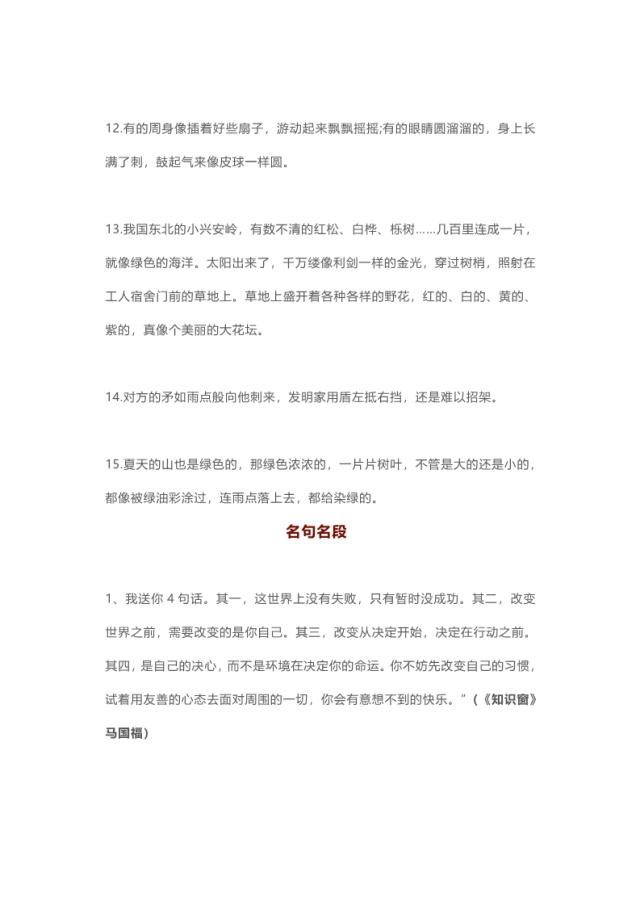 12.有的周身像插着好些扇子，游动起来飘飘摇摇;有的眼睛圆溜溜的，身上长
满了刺，鼓起气来像皮球一样圆。
13.我国东北的小兴安岭，有数不清的红松、白桦、栎树……几百里连成一片，
就像绿色的海洋。太阳出来了，千万缕像利剑一样的金光，穿过树梢，照射在
工人宿舍门前的草地上。草地上盛开着各种各样的野花，红的、白的、黄的、
紫的，真像个美丽的大花坛。
14.对方的矛如雨点般向他刺来，发明家用盾左抵右挡，还是难以招架。
15.夏天的山也是绿色的，那绿色浓浓的，一片片树叶，不管是大的还是小的，
都像被绿油彩涂过，连雨点落上去，都给染绿的。
名句名段
1、我送你 4 句话。其一，这世界上没有失败，只有暂时没成功。其二，改变
世界之前，需要改变的是你自己。其三，改变从决定开始，决定在行动之前。
其四，是自己的决心，而不是环境在决定你的命运。你不妨先改变自己的习惯，
试着用友善的心态去面对周围的一切，你会有意想不到的快乐。”(《知识窗》
马国福)